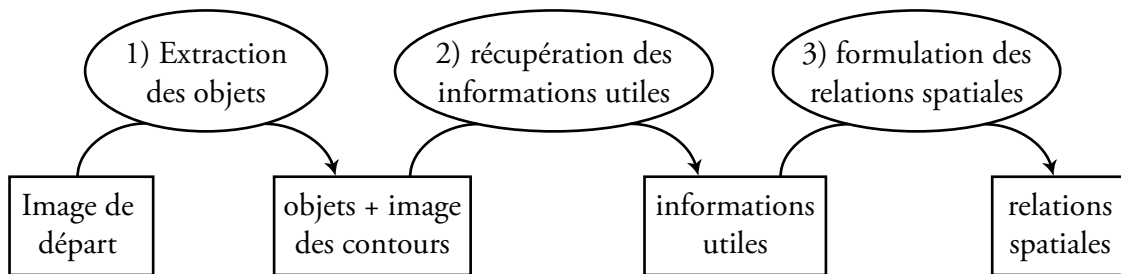 1) Extraction
des objets
2) récupération des
informations utiles
3) formulation des
relations spatiales
Image de
départ
objets + image
des contours
informations
utiles
relations
spatiales